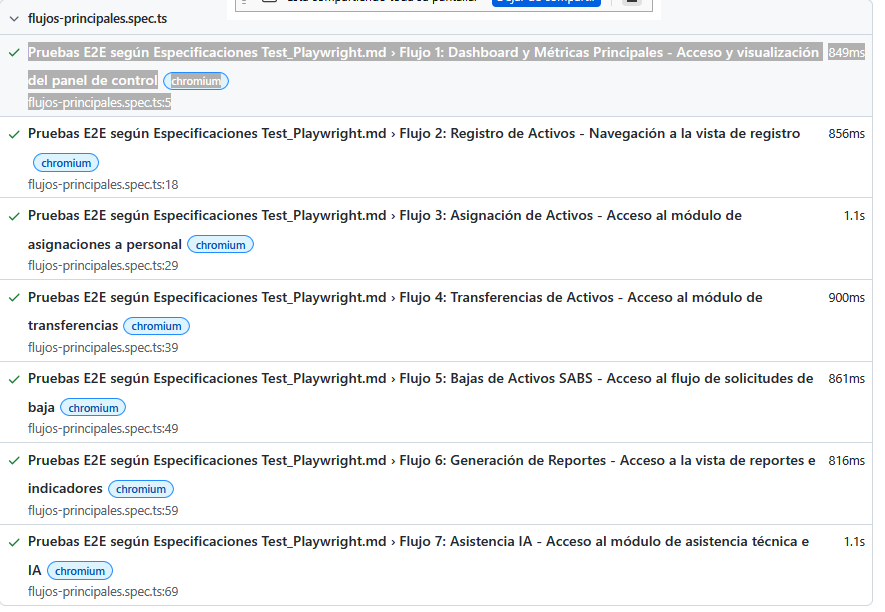 flujos-principales.spec.ts
Pruebas E2E según Especificaciones Test_Playwright.md › Flujo 1: Dashboard y Métricas Principales - Acceso y visualización 849ms
del panel de control chromium
flujos-principales.spec.ts:5
Pruebas E2E según Especificaciones Test_Playwright.md › Flujo 2: Registro de Activos - Navegación a la vista de registro 856ms
chromium
flujos-principales.spec.ts:18
Pruebas E2E según Especificaciones Test_Playwright.md › Flujo 3: Asignación de Activos - Acceso al módulo de 1.1s
asignaciones a personal chromium
flujos-principales.spec.ts:29
Pruebas E2E según Especificaciones Test_Playwright.md › Flujo 4: Transferencias de Activos - Acceso al módulo de 900ms
transferencias chromium
flujos-principales.spec.ts:39
Pruebas E2E según Especificaciones Test_Playwright.md › Flujo 5: Bajas de Activos SABS - Acceso al flujo de solicitudes de 861ms
baja chromium
flujos-principales.spec.ts:49
Pruebas E2E según Especificaciones Test_Playwright.md › Flujo 6: Generación de Reportes - Acceso a la vista de reportes e 816ms
indicadores chromium
flujos-principales.spec.ts:59
Pruebas E2E según Especificaciones Test_Playwright.md › Flujo 7: Asistencia IA - Acceso al módulo de asistencia técnica e 1.1s
IA chromium
flujos-principales.spec.ts:69